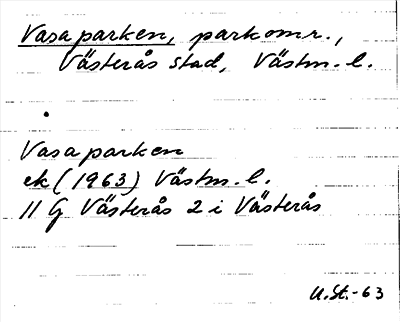 Vasaparken, parkomr.,
Västerås stad, Västm. l.
Vasaparken
ek (1963) Västm. l.
11 G Västerås 2 i Västerås
U.St.-63